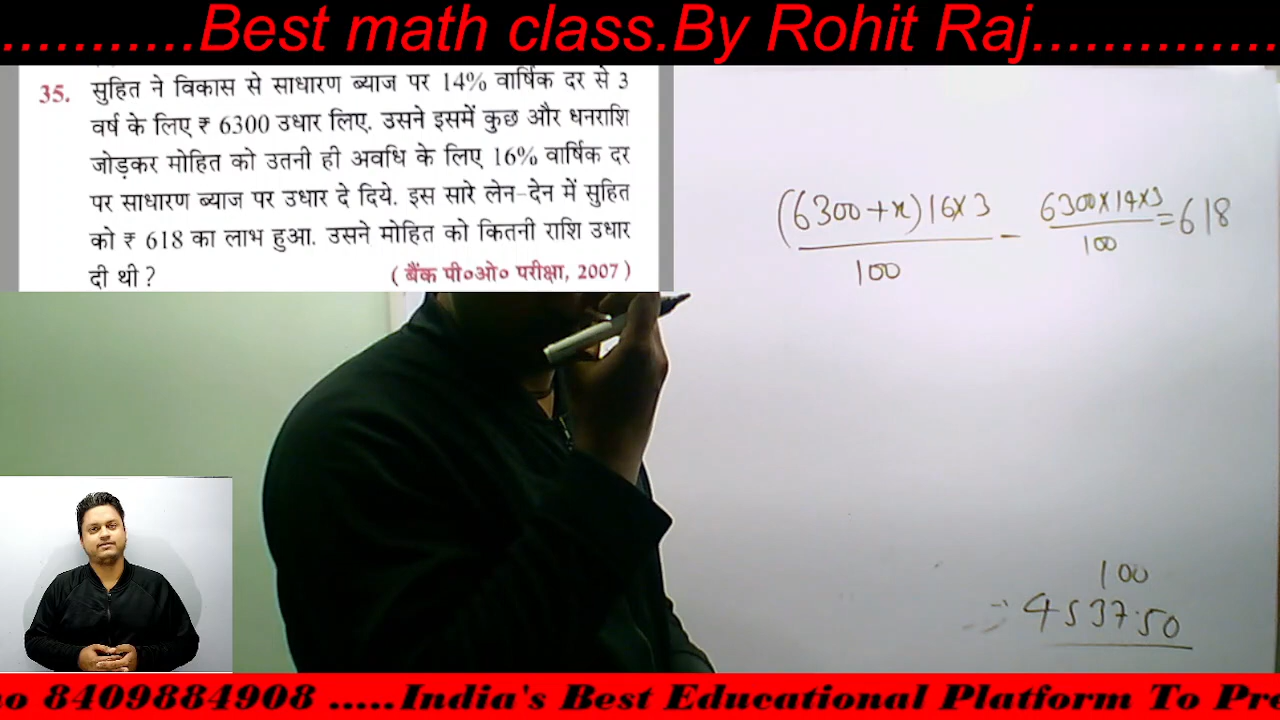 ...........Best math class.By Rohit Raj..............
35. सुहित ने विकास से साधारण ब्याज पर 14% वार्षिक दर से 3
वर्ष के लिए ₹ 6300 उधार लिए. उसने इसमें कुछ और धनराशि
जोड़कर मोहित को उतनी ही अवधि के लिए 16% वार्षिक दर
पर साधारण ब्याज पर उधार दे दिये. इस सारे लेन-देन में सुहित
को ₹ 618 का लाभ हुआ. उसने मोहित को कितनी राशि उधार
दी थी ?
( बैंक पी०ओ० परीक्षा, 2007 )
(6300+x)16×3 / 100 - 6300×14×3 / 100 = 618
100
4537.50
no 8409884908 .....India's Best Educational Platform To Pre